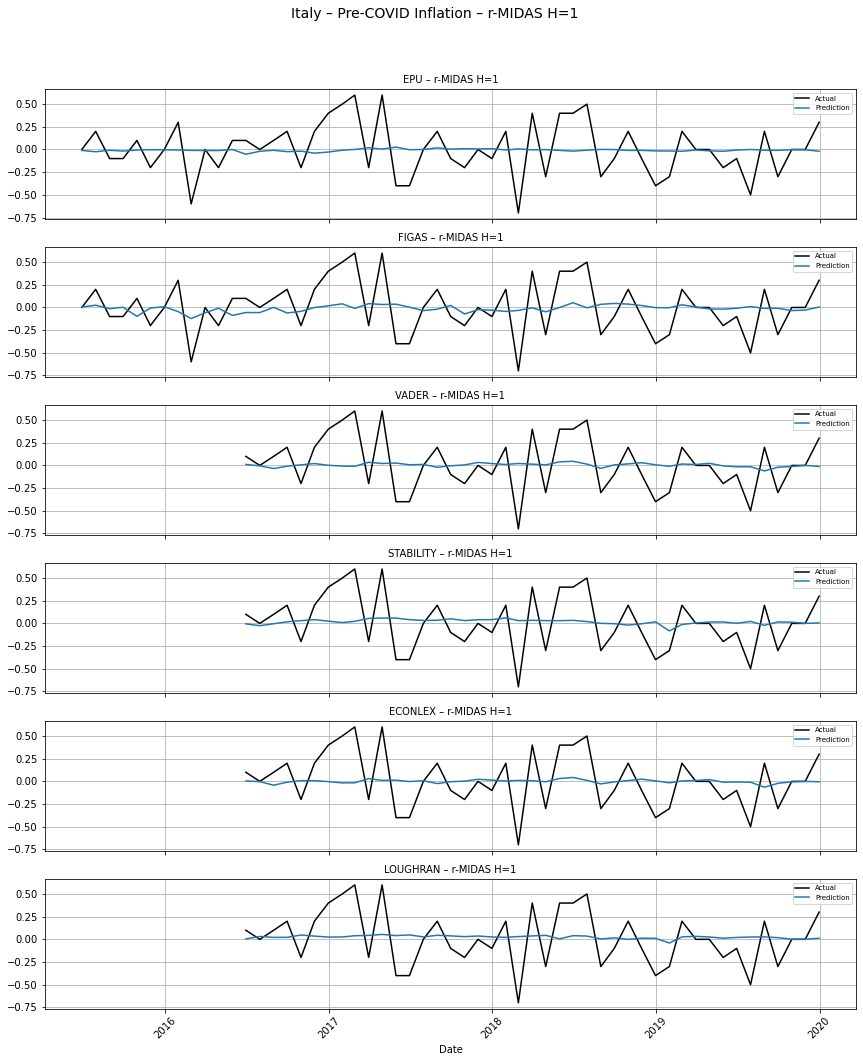 Italy – Pre-COVID Inflation – r-MIDAS H=1
EPU – r-MIDAS H=1
Actual
Prediction
0.50
0.25
0.00
−0.25
−0.50
−0.75
FIGAS – r-MIDAS H=1
Actual
Prediction
0.50
0.25
0.00
−0.25
−0.50
−0.75
VADER – r-MIDAS H=1
Actual
Prediction
0.50
0.25
0.00
−0.25
−0.50
−0.75
STABILITY – r-MIDAS H=1
Actual
Prediction
0.50
0.25
0.00
−0.25
−0.50
−0.75
ECONLEX – r-MIDAS H=1
Actual
Prediction
0.50
0.25
0.00
−0.25
−0.50
−0.75
LOUGHRAN – r-MIDAS H=1
Actual
Prediction
0.50
0.25
0.00
−0.25
−0.50
−0.75
2016 2017 2018 2019 2020
Date